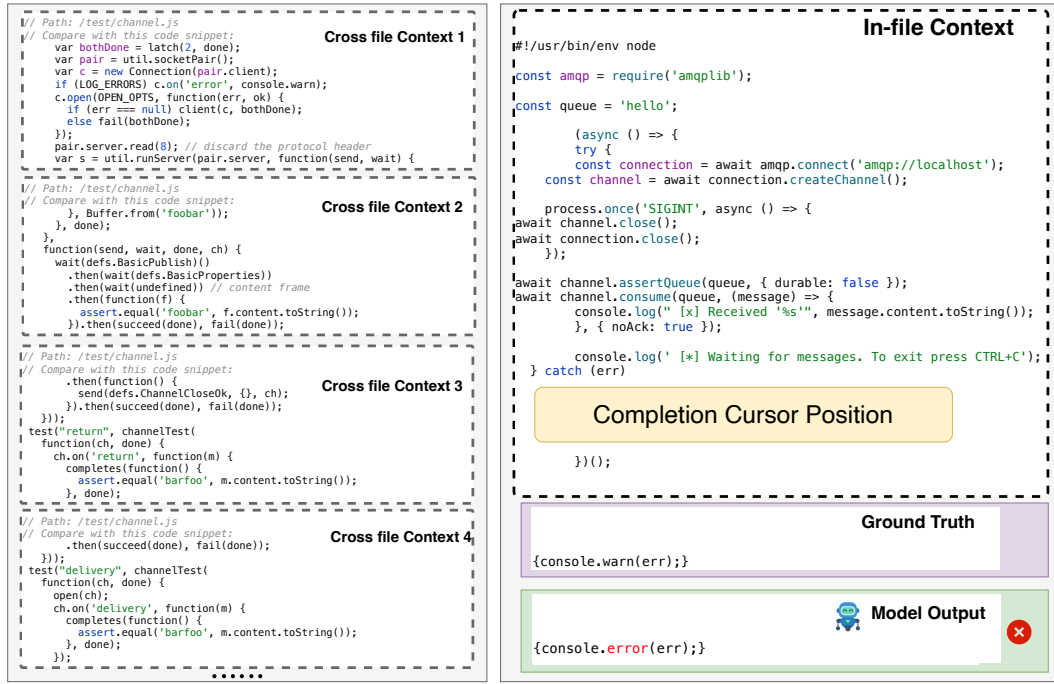 // Path: /test/channel.js
// Compare with this code snippet:
Cross file Context 1
var bothDone = latch(2, done);
var pair = util.socketPair();
var c = new Connection(pair.client);
if (LOG_ERRORS) c.on('error', console.warn);
c.open(OPEN_OPTS, function(err, ok) {
if (err === null) client(c, bothDone);
else fail(bothDone);
});
pair.server.read(8); // discard the protocol header
var s = util.runServer(pair.server, function(send, wait) {
// Path: /test/channel.js
// Compare with this code snippet:
Cross file Context 2
}, Buffer.from('foobar'));
}, done);
},
function(send, wait, done, ch) {
wait(defs.BasicPublish)()
.then(wait(defs.BasicProperties))
.then(wait(undefined)) // content frame
.then(function(f) {
assert.equal('foobar', f.content.toString());
}).then(succeed(done), fail(done));
// Path: /test/channel.js
// Compare with this code snippet:
Cross file Context 3
.then(function() {
send(defs.ChannelCloseOk, {}, ch);
}).then(succeed(done), fail(done));
}));
test("return", channelTest(
function(ch, done) {
ch.on('return', function(m) {
completes(function() {
assert.equal('barfoo', m.content.toString());
}, done);
// Path: /test/channel.js
// Compare with this code snippet:
Cross file Context 4
.then(succeed(done), fail(done));
}));
test("delivery", channelTest(
function(ch, done) {
open(ch);
ch.on('delivery', function(m) {
completes(function() {
assert.equal('barfoo', m.content.toString());
}, done);
});
......
In-file Context
#!/usr/bin/env node
const amqp = require('amqplib');
const queue = 'hello';
(async () => {
try {
const connection = await amqp.connect('amqp://localhost');
const channel = await connection.createChannel();
process.once('SIGINT', async () => {
await channel.close();
await connection.close();
});
await channel.assertQueue(queue, { durable: false });
await channel.consume(queue, (message) => {
console.log(" [x] Received '%s'", message.content.toString());
}, { noAck: true });
console.log(' [*] Waiting for messages. To exit press CTRL+C');
} catch (err)
Completion Cursor Position
})();
Ground Truth
{console.warn(err);}
Model Output
{console.error(err);}